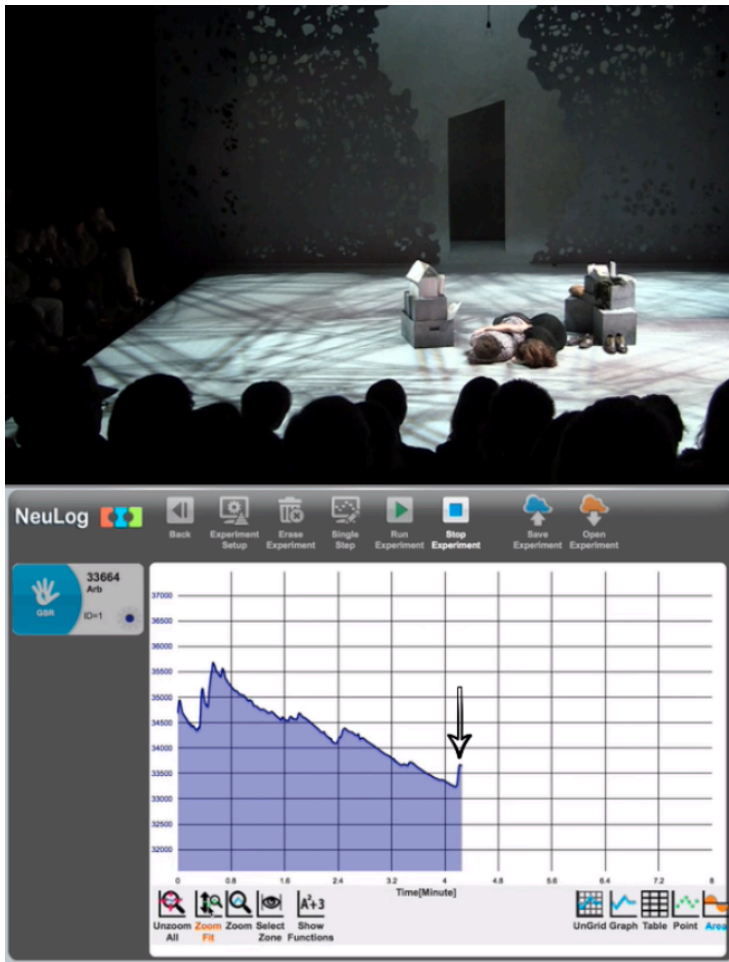 NeuLog
Back
Experiment
Setup
Erase
Experiment
Single
Step
Run
Experiment
Stop
Experiment
Save
Experiment
Open
Experiment
33664
Arb
ID=1
GSR
37000
36500
36000
35500
35000
34500
34000
33500
33000
32500
32000
0 0.8 1.6 2.4 3.2 4 4.8 5.6 6.4 7.2 8
Time[Minute]
A²+3
Unzoom
All
Zoom
Fit
Zoom
Select
Zone
Show
Functions
UnGrid
Graph
Table
Point
Area